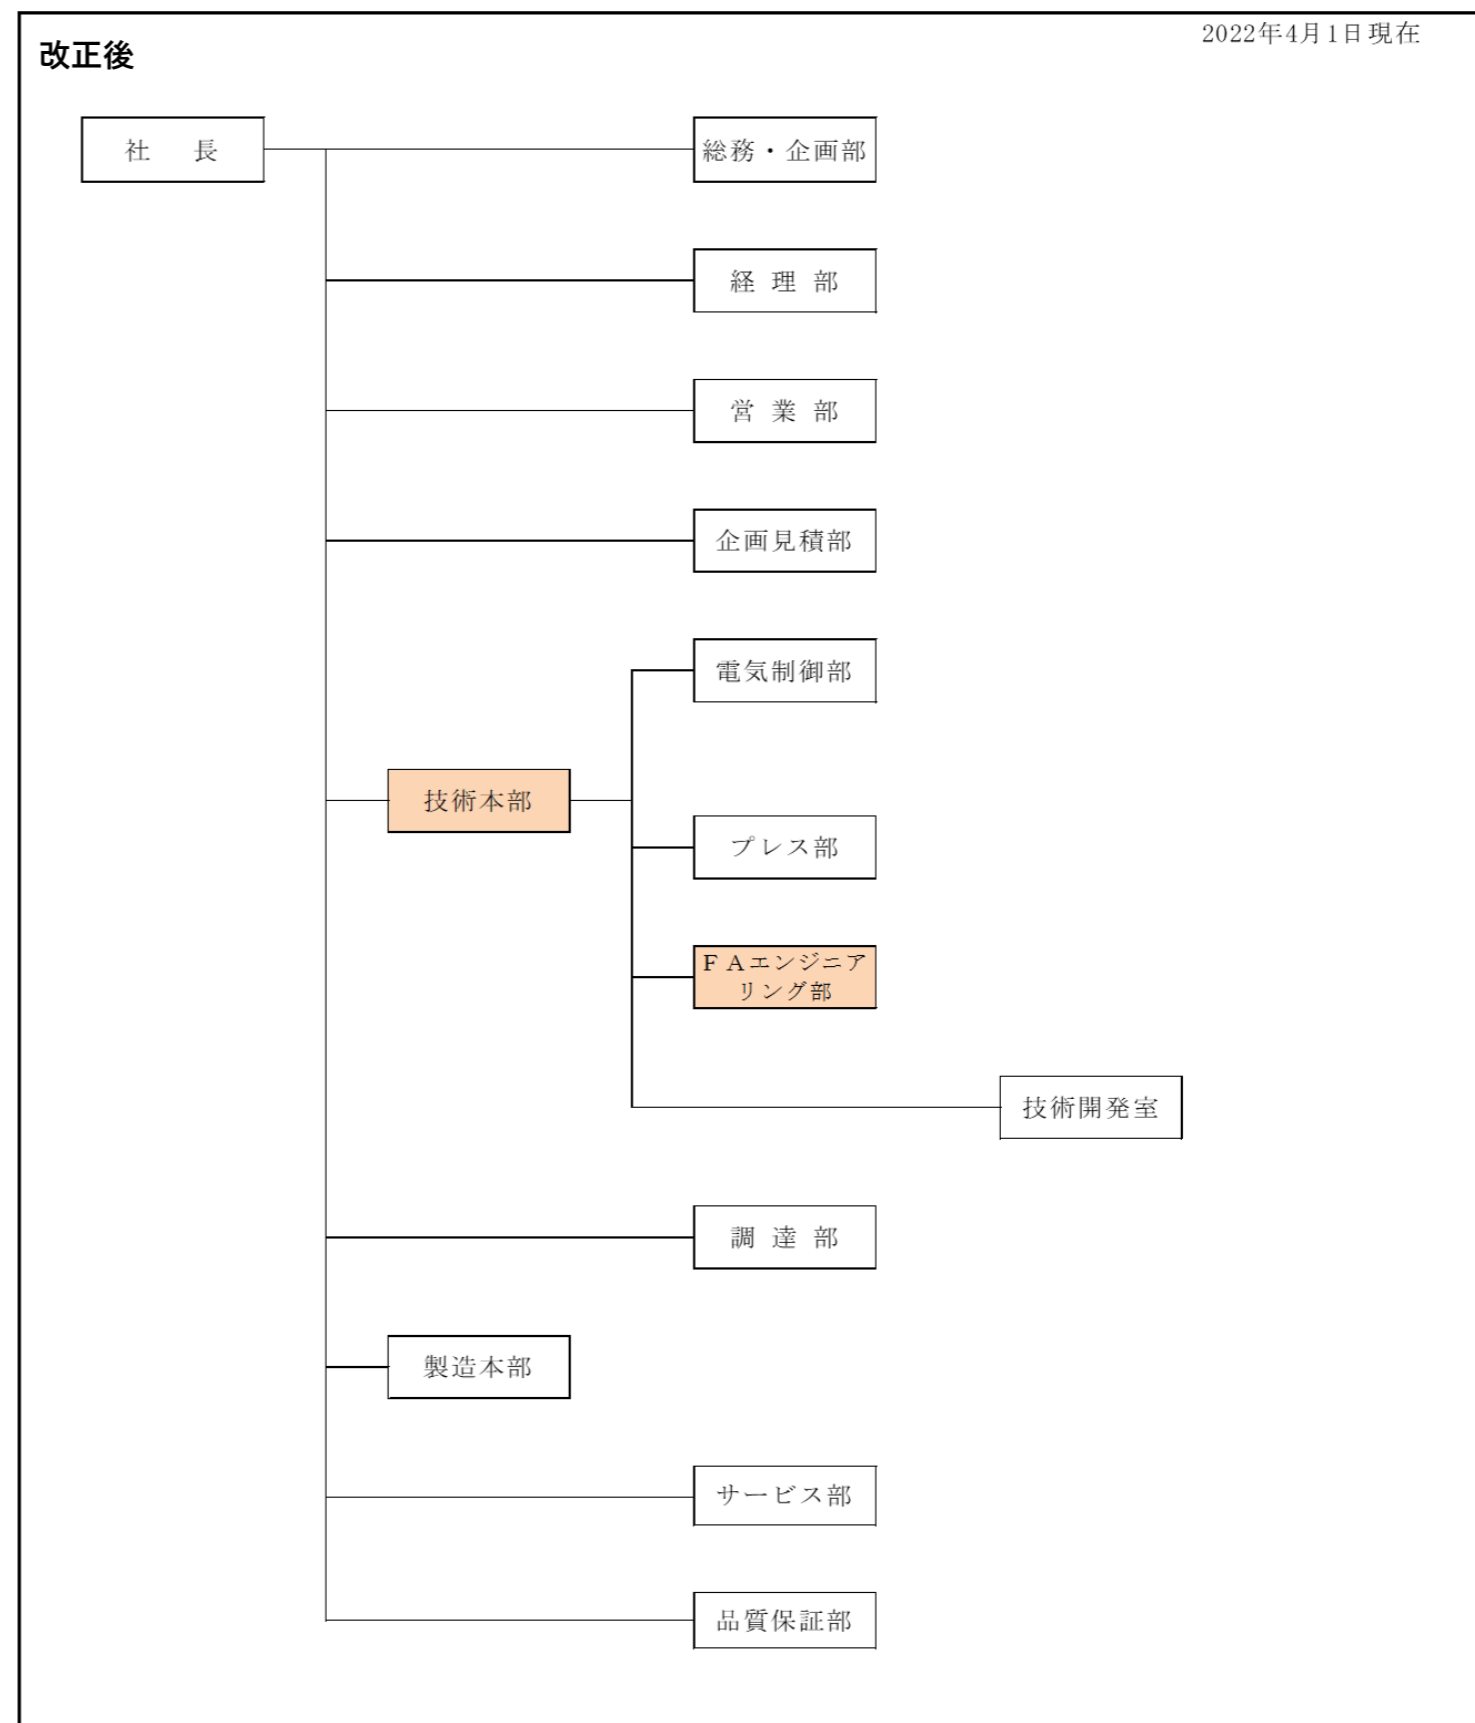 2022年4月1日現在
改正後
社　長
総務・企画部
経理部
営業部
企画見積部
電気制御部
技術本部
プレス部
ＦＡエンジニア
リング部
技術開発室
調達部
製造本部
サービス部
品質保証部